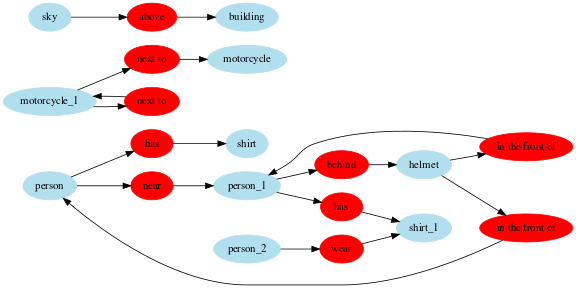 sky above building
next to motorcycle
motorcycle_1 next to
has shirt in the front of
behind helmet
person near person_1
has
shirt_1 in the front of
person_2 wear